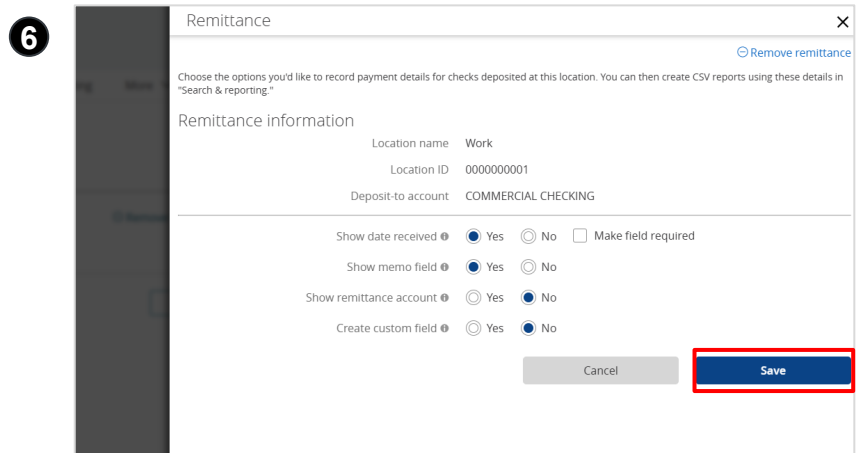 6
Remittance
Remove remittance
Choose the options you'd like to record payment details for checks deposited at this location. You can then create CSV reports using these details in
"Search & reporting."
Remittance information
Location name Work
Location ID 0000000001
Deposit-to account COMMERCIAL CHECKING
Show date received Yes No Make field required
Show memo field Yes No
Show remittance account Yes No
Create custom field Yes No
Cancel Save